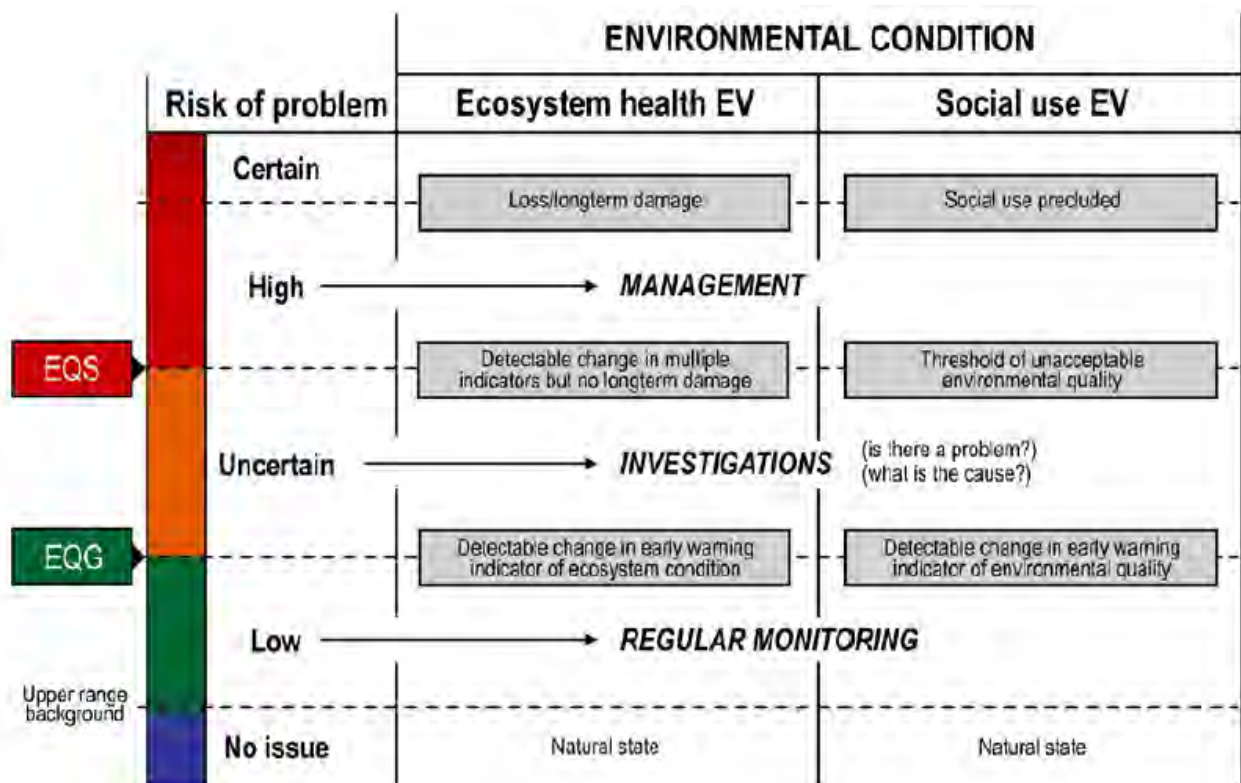 ENVIRONMENTAL CONDITION
Risk of problem
Ecosystem health EV
Social use EV
Certain
Loss/longterm damage
Social use precluded
High
MANAGEMENT
EQS
Detectable change in multiple
indicators but no longterm damage
Threshold of unacceptable
environmental quality
Uncertain
INVESTIGATIONS
(is there a problem?)
(what is the cause?)
EQG
Detectable change in early warning
indicator of ecosystem condition
Detectable change in early warning
indicator of environmental quality
Low
REGULAR MONITORING
Upper range
background
No issue
Natural state
Natural state